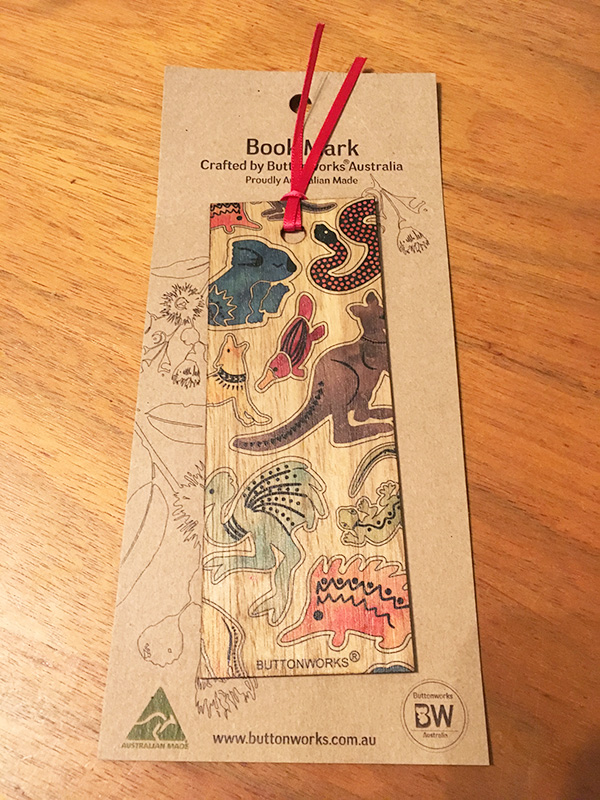 Book Mark
Crafted by Buttonworks® Australia
Proudly Australian Made
BUTTONWORKS®
AUSTRALIAN MADE
www.buttonworks.com.au
Buttonworks
BW
Australia